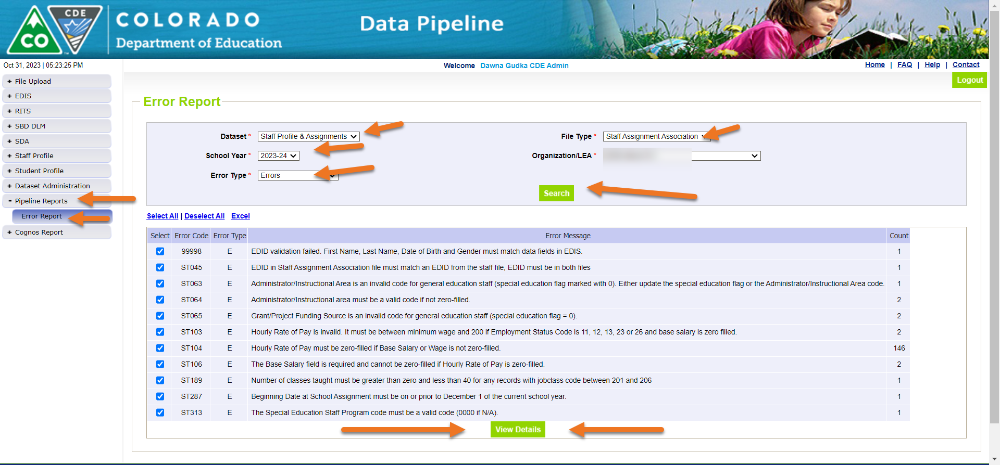 CO
CDE
COLORADO
Department of Education
Data Pipeline
Oct 31, 2023 | 05:23:25 PM
Welcome Dawna Gudka CDE Admin
Home | FAQ | Help | Contact
Logout
+ File Upload
+ EDIS
+ RITS
+ SBD DLM
+ SDA
+ Staff Profile
+ Student Profile
+ Dataset Administration
- Pipeline Reports
Error Report
+ Cognos Report
Error Report
Dataset * Staff Profile & Assignments
File Type * Staff Assignment Association
School Year * 2023-24
Organization/LEA *
Error Type * Errors
Search
Select All | Deselect All Excel
Select Error Code Error Type Error Message Count
99998 E EDID validation failed. First Name, Last Name, Date of Birth and Gender must match data fields in EDIS. 1
ST045 E EDID in Staff Assignment Association file must match an EDID from the staff file, EDID must be in both files 1
ST063 E Administrator/Instructional Area is an invalid code for general education staff (special education flag marked with 0). Either update the special education flag or the Administrator/Instructional Area code. 1
ST064 E Administrator/Instructional area must be a valid code if not zero-filled. 2
ST065 E Grant/Project Funding Source is an invalid code for general education staff (special education flag = 0). 2
ST103 E Hourly Rate of Pay is invalid. It must be between minimum wage and 200 if Employment Status Code is 11, 12, 13, 23 or 26 and base salary is zero filled. 2
ST104 E Hourly Rate of Pay must be zero-filled if Base Salary or Wage is not zero-filled. 146
ST106 E The Base Salary field is required and cannot be zero-filled if Hourly Rate of Pay is zero-filled. 2
ST189 E Number of classes taught must be greater than zero and less than 40 for any records with jobclass code between 201 and 206 1
ST287 E Beginning Date at School Assignment must be on or prior to December 1 of the current school year. 1
ST313 E The Special Education Staff Program code must be a valid code (0000 if N/A). 1
View Details